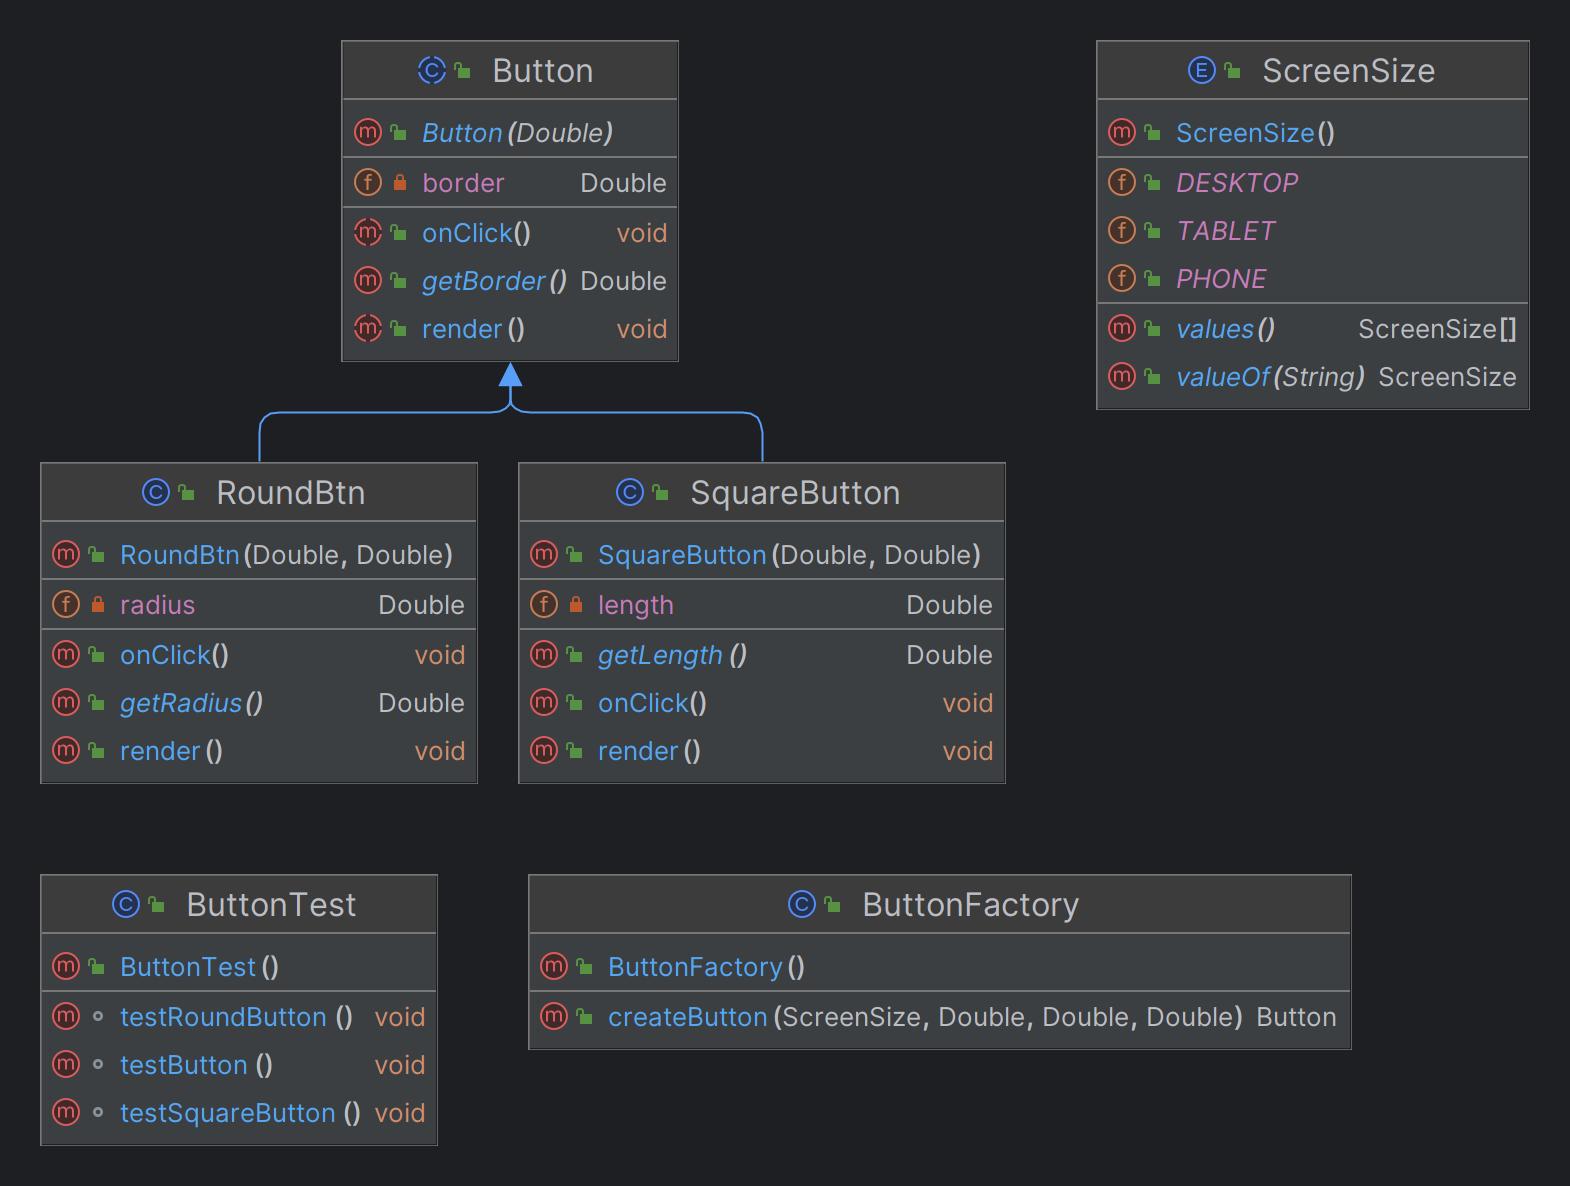 Button
Button(Double)
border Double
onClick() void
getBorder() Double
render() void
ScreenSize
ScreenSize()
DESKTOP
TABLET
PHONE
values() ScreenSize[]
valueOf(String) ScreenSize
RoundBtn
RoundBtn(Double, Double)
radius Double
onClick() void
getRadius() Double
render() void
SquareButton
SquareButton(Double, Double)
length Double
getLength() Double
onClick() void
render() void
ButtonTest
ButtonTest()
testRoundButton() void
testButton() void
testSquareButton() void
ButtonFactory
ButtonFactory()
createButton(ScreenSize, Double, Double, Double) Button